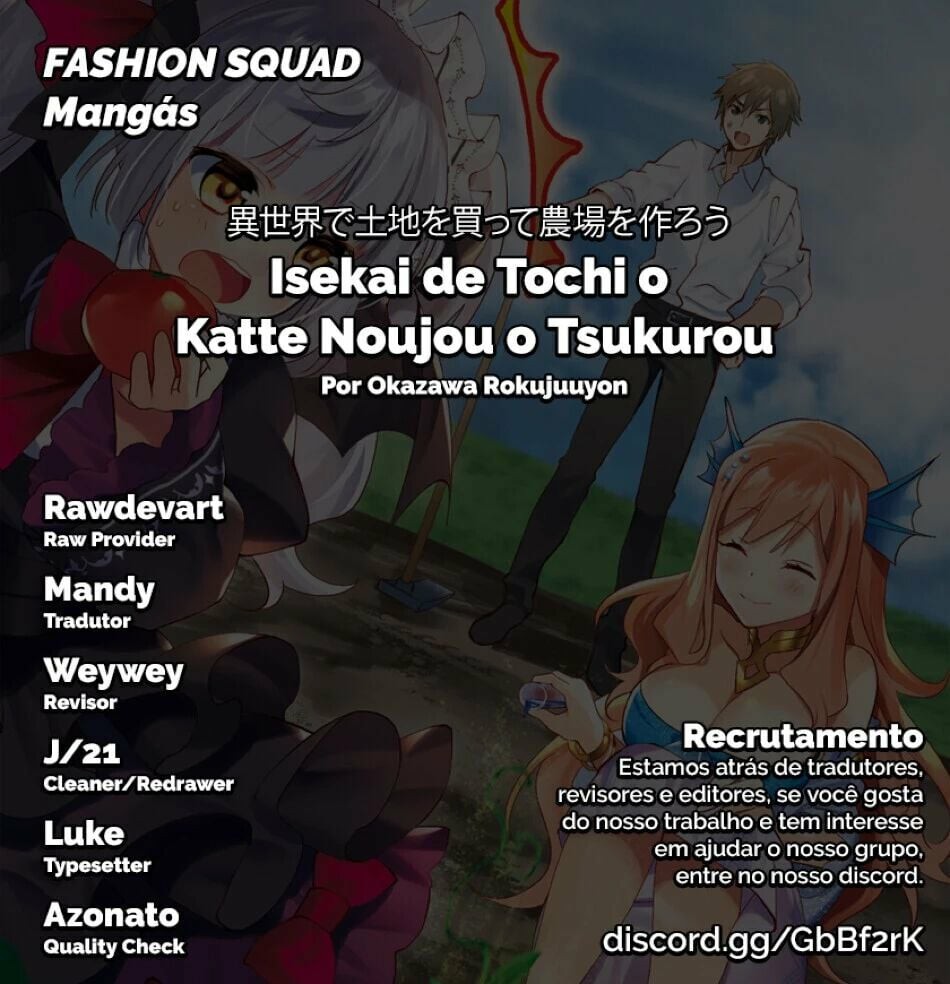 FASHION SQUAD
Mangás
異世界で土地を買って農場を作ろう
Isekai de Tochi o
Katte Noujou o Tsukurou
Por Okazawa Rokujuuyon
Rawdevart
Raw Provider
Mandy
Tradutor
Weywey
Revisor
J/21
Cleaner/Redrawer
Luke
Typesetter
Azonato
Quality Check
Recrutamento
Estamos atrás de tradutores,
revisores e editores, se você gosta
do nosso trabalho e tem interesse
em ajudar o nosso grupo,
entre no nosso discord.
discord.gg/GbBf2rK